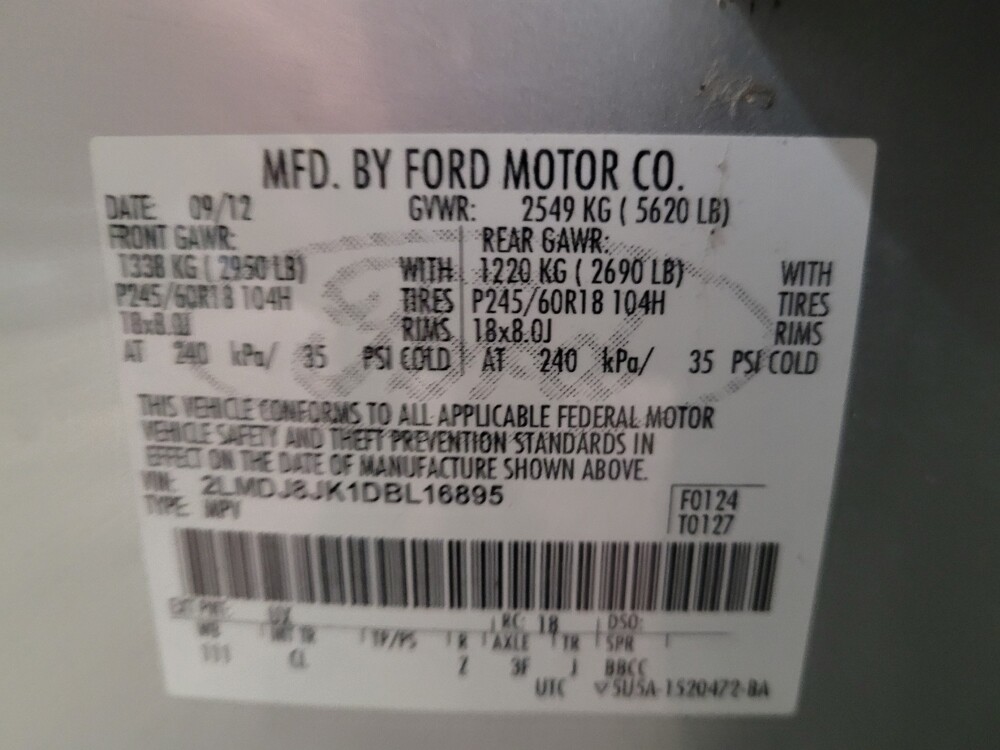 MFD. BY FORD MOTOR CO.
DATE: 09/12 GVWR: 2549 KG ( 5620 LB)
FRONT GAWR: REAR GAWR:
1338 KG ( 2950 LB) WITH 1220 KG ( 2690 LB) WITH
P245/60R18 104H TIRES P245/60R18 104H TIRES
18x8.0J RIMS 18x8.0J RIMS
AT 240 kPa/ 35 PSI COLD AT 240 kPa/ 35 PSI COLD
THIS VEHICLE CONFORMS TO ALL APPLICABLE FEDERAL MOTOR
VEHICLE SAFETY AND THEFT PREVENTION STANDARDS IN
EFFECT ON THE DATE OF MANUFACTURE SHOWN ABOVE.
VIN: 2LMDJ8JK1DBL16895
TYPE: MPV
F0124
T0127
EXT PNT: UX RC: 18 DSO:
WB INT TR TP/PS R AXLE TR SPR
CL 2 3F J BBCC
UTC 5U5A-1520472-BA